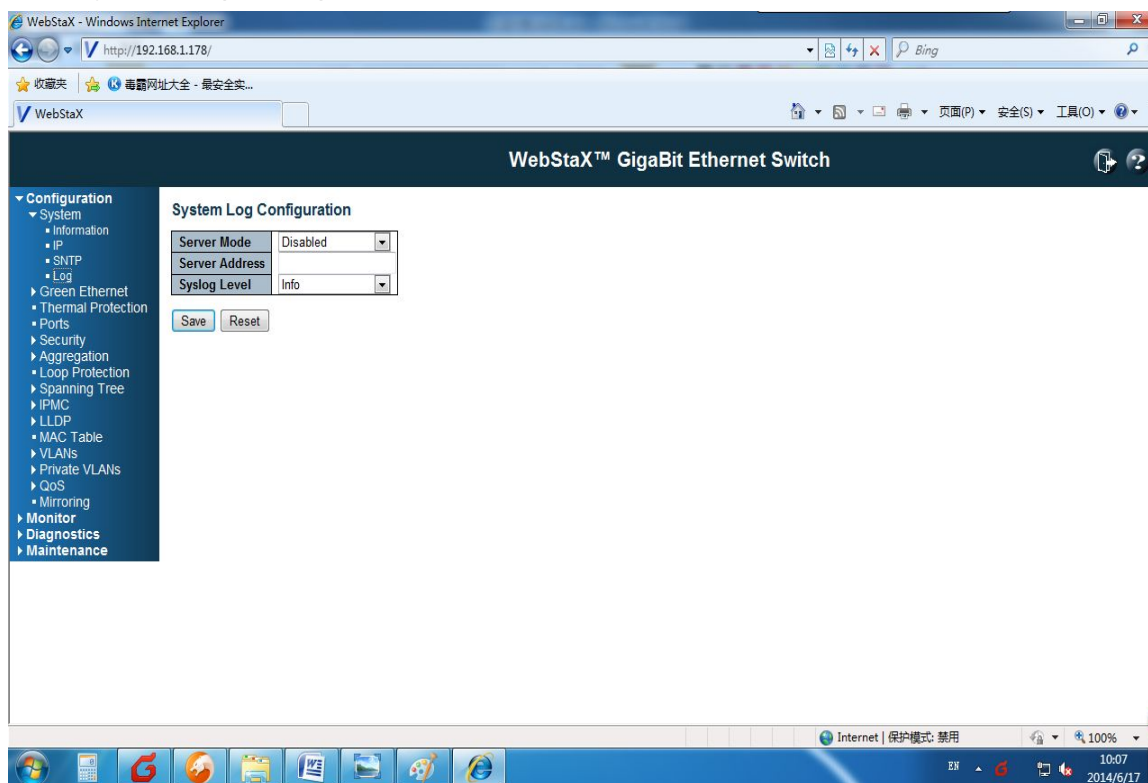 WebStaX - Windows Internet Explorer
http://192.168.1.178/
Bing
收藏夹 毒霸网址大全 - 最安全实...
WebStaX
页面(P) 安全(S) 工具(O)
WebStaX™ GigaBit Ethernet Switch
Configuration
System
Information
IP
SNTP
Log
Green Ethernet
Thermal Protection
Ports
Security
Aggregation
Loop Protection
Spanning Tree
IPMC
LLDP
MAC Table
VLANs
Private VLANs
QoS
Mirroring
Monitor
Diagnostics
Maintenance
System Log Configuration
Server Mode Disabled
Server Address
Syslog Level Info
Save Reset
Internet | 保护模式: 禁用
100%
EN
10:07
2014/6/17